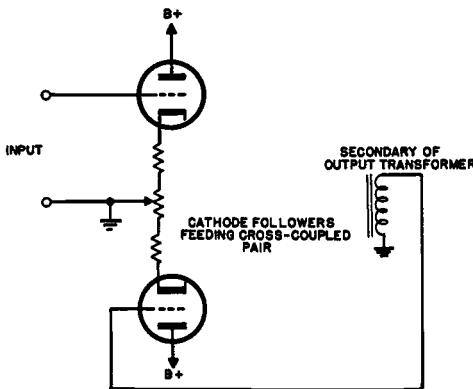 B+
INPUT
SECONDARY OF
OUTPUT TRANSFORMER
CATHODE FOLLOWERS
FEEDING CROSS-COUPLED
PAIR
B+